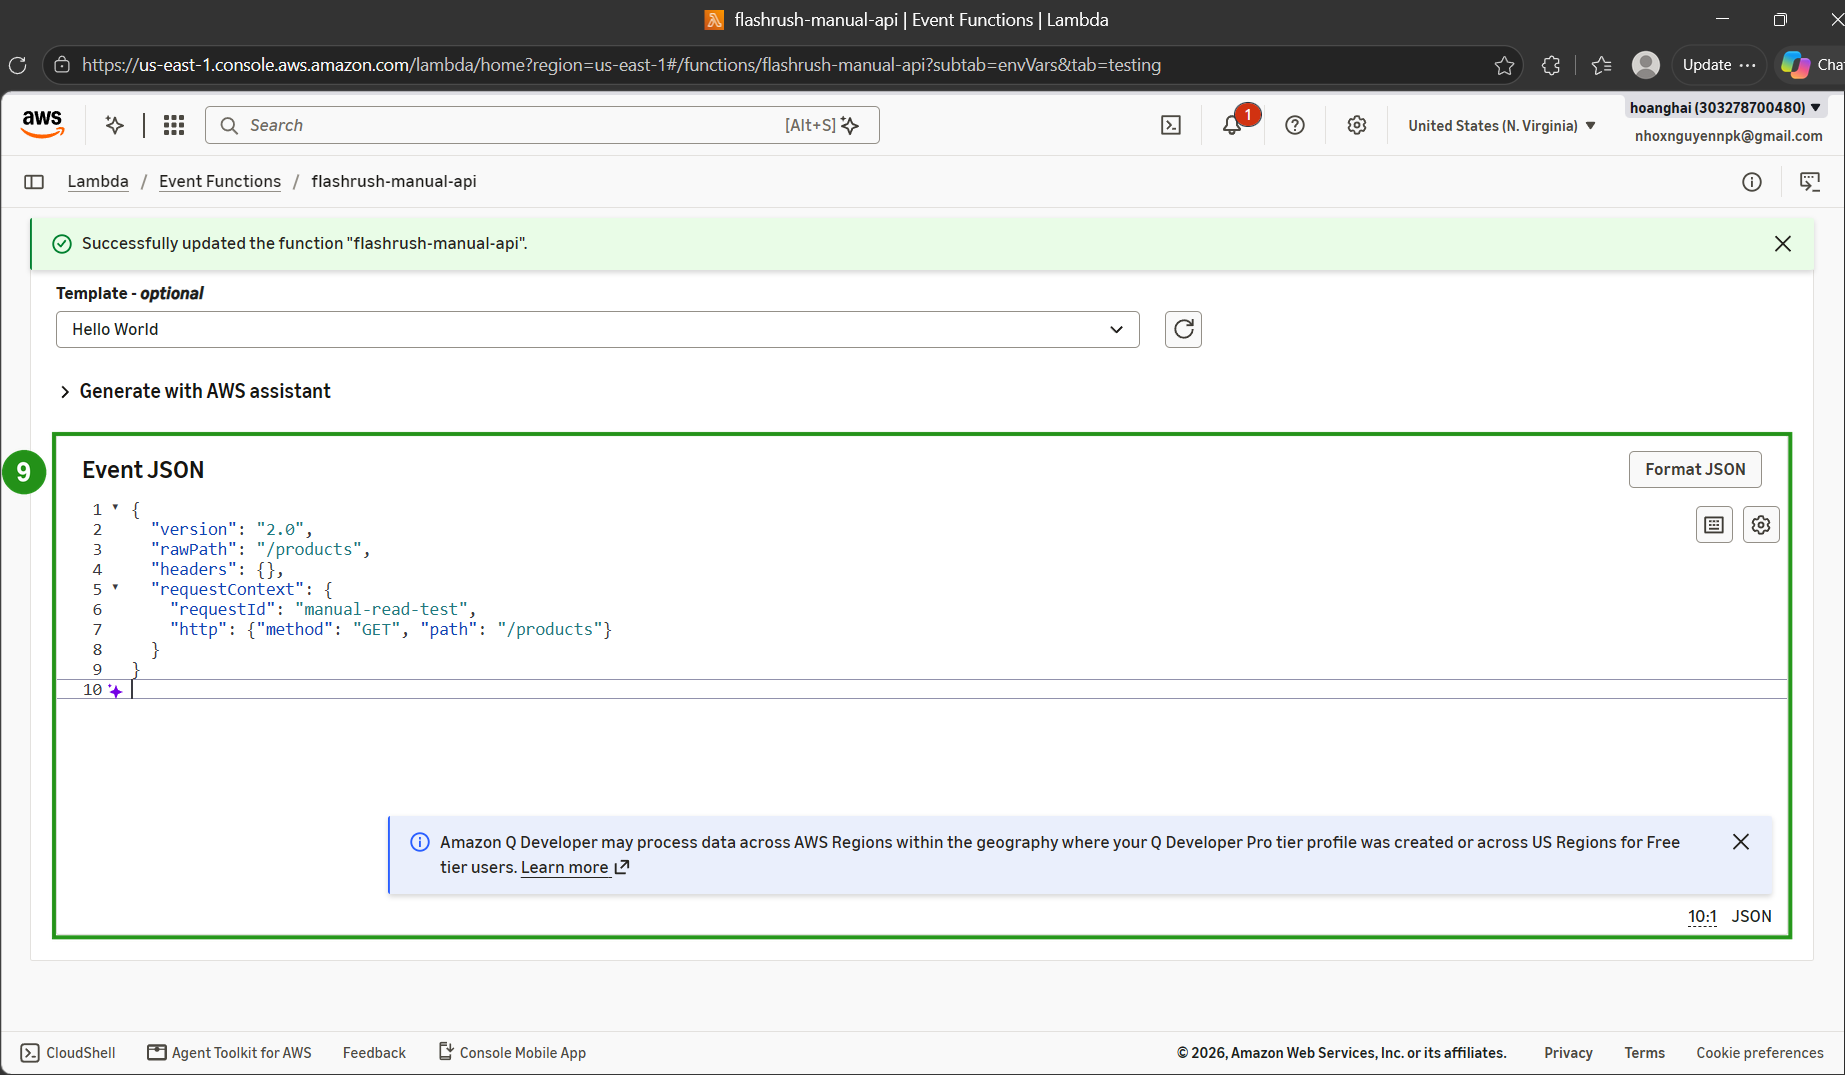 flashrush-manual-api | Event Functions | Lambda
https://us-east-1.console.aws.amazon.com/lambda/home?region=us-east-1#/functions/flashrush-manual-api?subtab=envVars&tab=testing
Update
aws
Search
[Alt+S]
1
United States (N. Virginia)
hoanghai (303278700480)
nhoxnguyennpk@gmail.com
Lambda / Event Functions / flashrush-manual-api
Successfully updated the function "flashrush-manual-api".
Template - optional
Hello World
Generate with AWS assistant
9
Event JSON
Format JSON
1 {
2 "version": "2.0",
3 "rawPath": "/products",
4 "headers": {},
5 "requestContext": {
6 "requestId": "manual-read-test",
7 "http": {"method": "GET", "path": "/products"}
8 }
9 }
10
Amazon Q Developer may process data across AWS Regions within the geography where your Q Developer Pro tier profile was created or across US Regions for Free
tier users. Learn more
10:1 JSON
CloudShell
Agent Toolkit for AWS
Feedback
Console Mobile App
© 2026, Amazon Web Services, Inc. or its affiliates.
Privacy
Terms
Cookie preferences